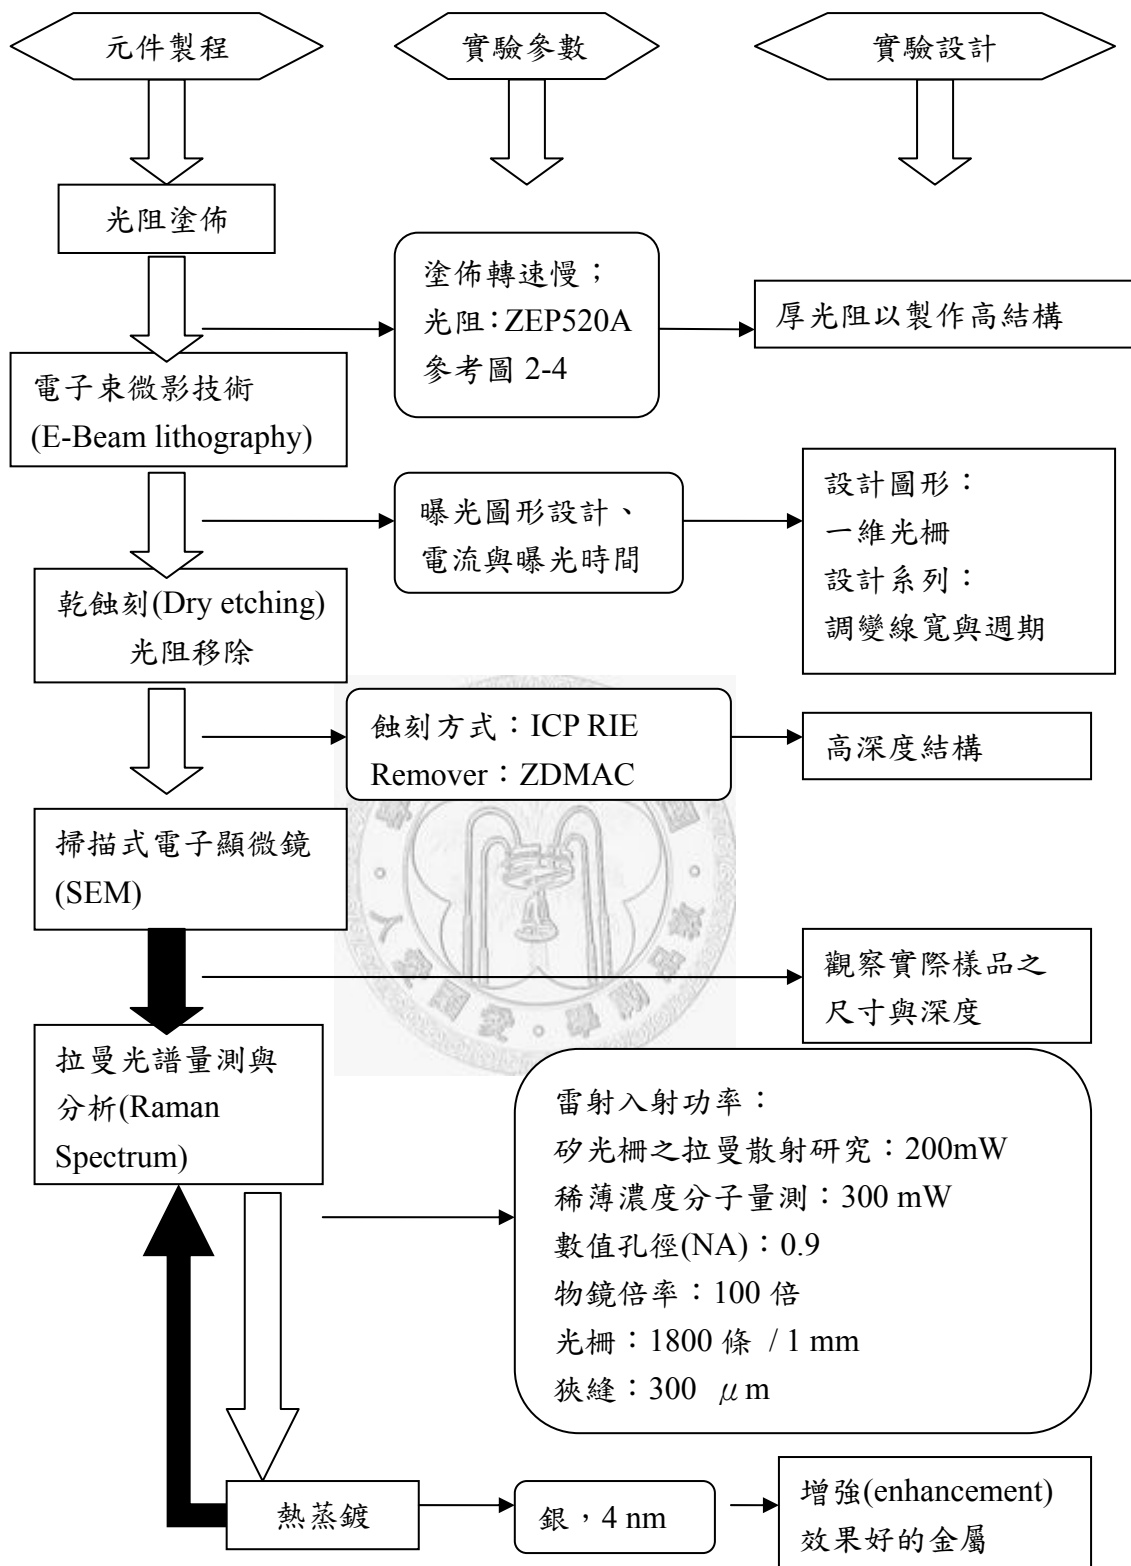 元件製程
實驗參數
實驗設計
光阻塗佈
塗佈轉速慢；
光阻：ZEP520A
參考圖 2-4
厚光阻以製作高結構
電子束微影技術
(E-Beam lithography)
曝光圖形設計、
電流與曝光時間
設計圖形：
一維光柵
設計系列：
調變線寬與週期
乾蝕刻(Dry etching)
光阻移除
蝕刻方式：ICP RIE
Remover：ZDMAC
高深度結構
掃描式電子顯微鏡
(SEM)
觀察實際樣品之
尺寸與深度
拉曼光譜量測與
分析(Raman
Spectrum)
雷射入射功率：
矽光柵之拉曼散射研究：200mW
稀薄濃度分子量測：300 mW
數值孔徑(NA)：0.9
物鏡倍率：100 倍
光柵：1800 條 / 1 mm
狹縫：300 μm
熱蒸鍍
銀，4 nm
增強(enhancement)
效果好的金屬